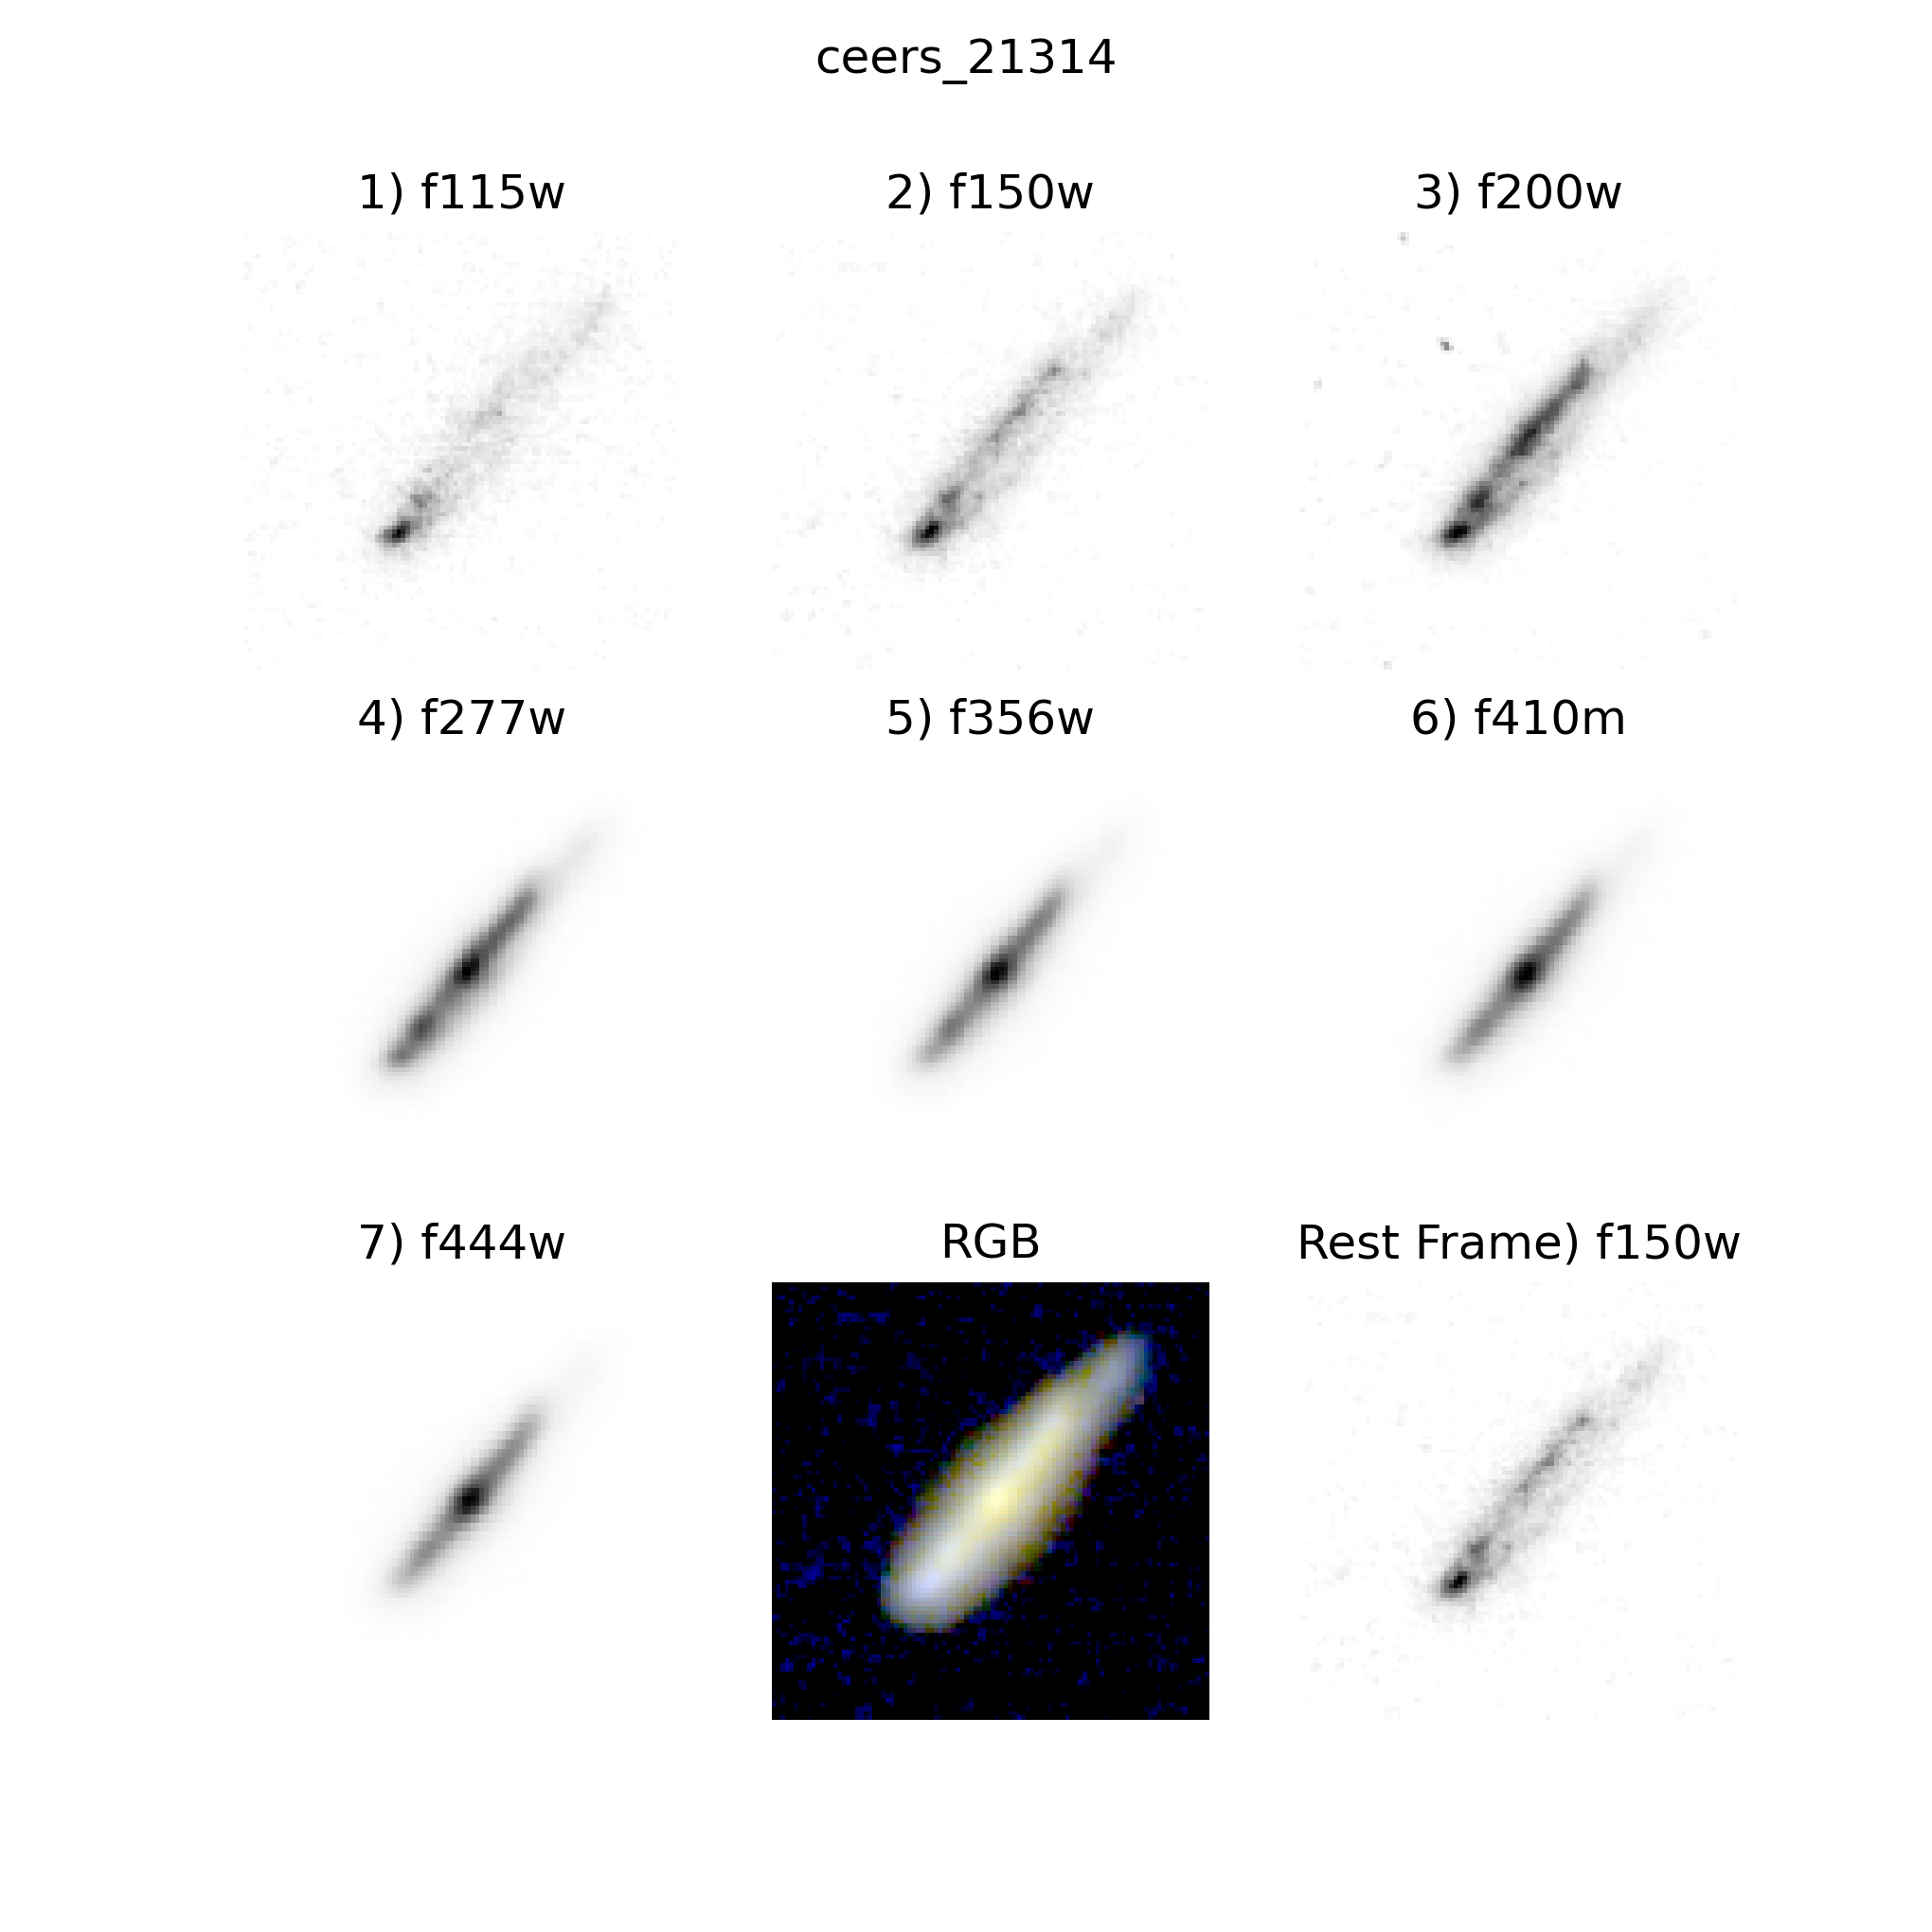 ceers_21314
1) f115w
2) f150w
3) f200w
4) f277w
5) f356w
6) f410m
7) f444w
RGB
Rest Frame) f150w